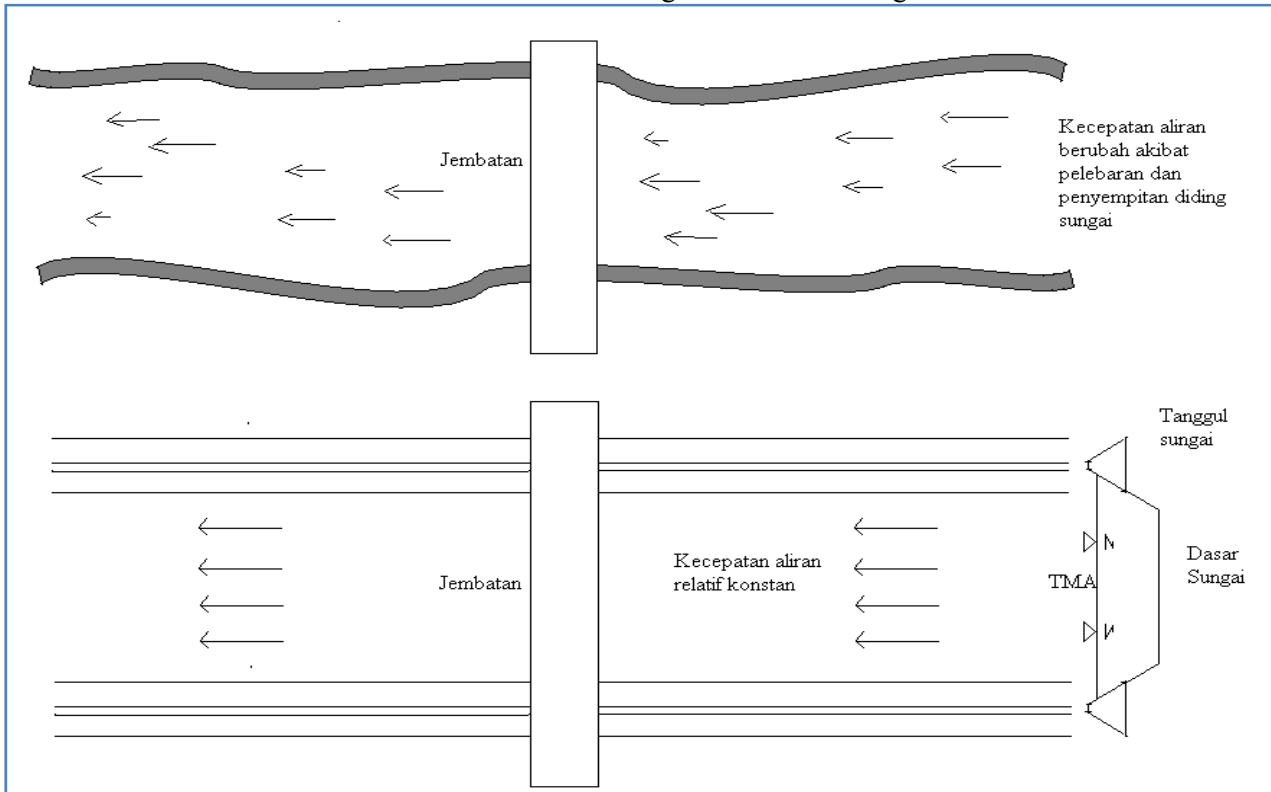 Jembatan
Kecepatan aliran
berubah akibat
pelebaran dan
penyempitan diding
sungai
Tanggul
sungai
Jembatan
Kecepatan aliran
relatif konstan
TMA
Dasar
Sungai